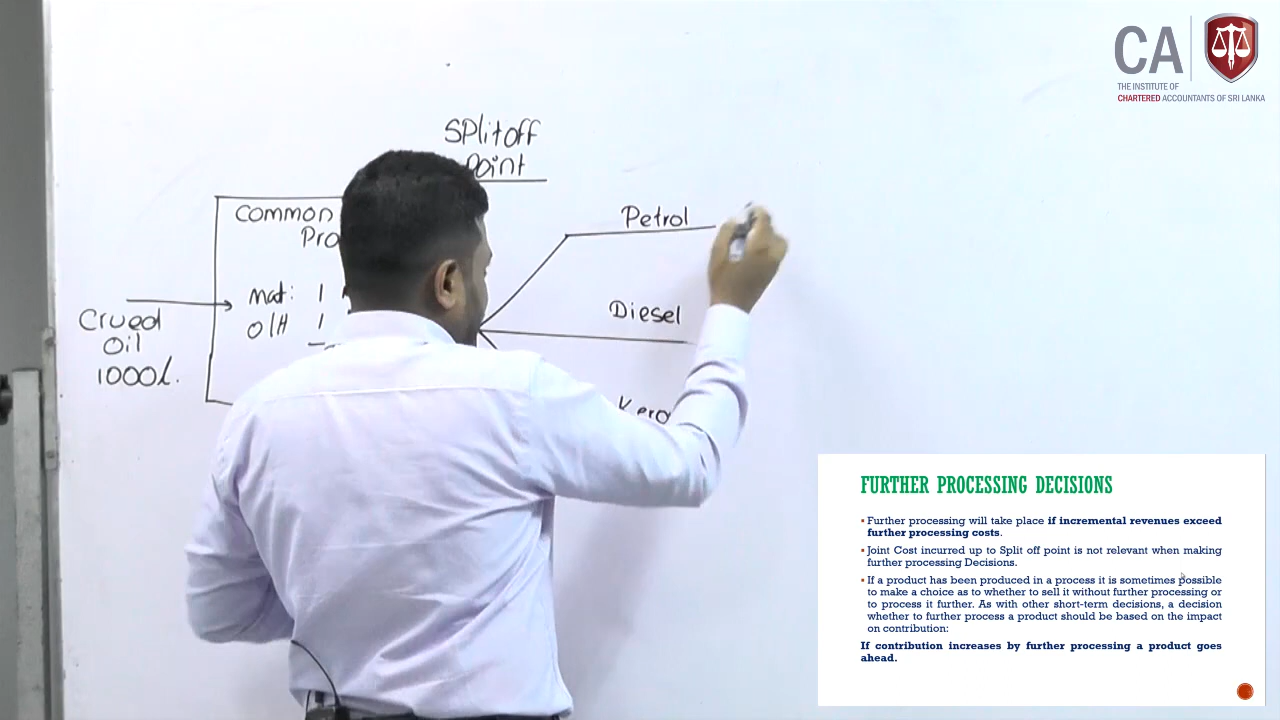 CA
THE INSTITUTE OF
CHARTERED ACCOUNTANTS OF SRI LANKA
SPlitoff
Point
Common
Pro
Mat: 1
O/H 1
Crued
Oil
1000l.
Petrol
Diesel
Kero
FURTHER PROCESSING DECISIONS
▪ Further processing will take place if incremental revenues exceed
further processing costs.
▪ Joint Cost incurred up to Split off point is not relevant when making
further processing Decisions.
▪ If a product has been produced in a process it is sometimes possible
to make a choice as to whether to sell it without further processing or
to process it further. As with other short-term decisions, a decision
whether to further process a product should be based on the impact
on contribution:
If contribution increases by further processing a product goes
ahead.